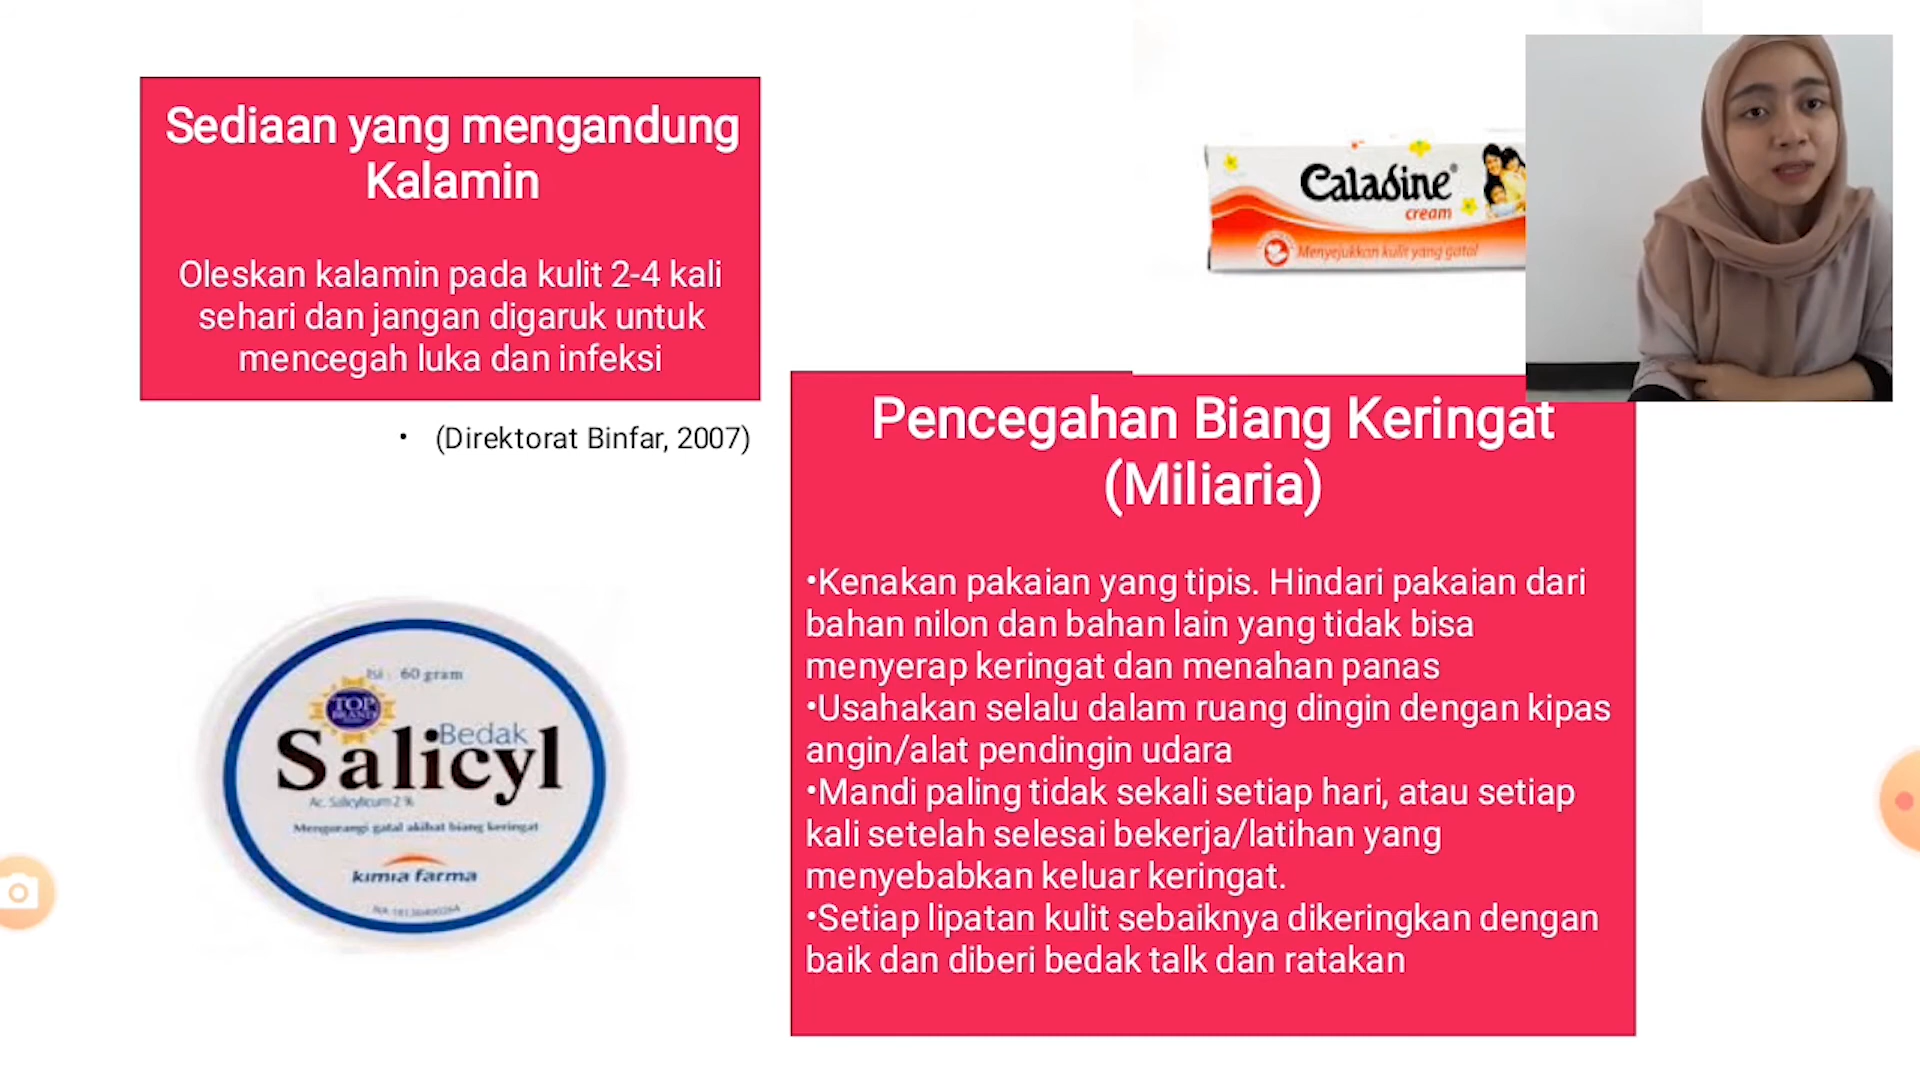 Sediaan yang mengandung
Kalamin
Oleskan kalamin pada kulit 2-4 kali
sehari dan jangan digaruk untuk
mencegah luka dan infeksi
• (Direktorat Binfar, 2007)
Caladine®
cream
Menyejukkan kulit yang gatal
Pencegahan Biang Keringat
(Miliaria)
•Kenakan pakaian yang tipis. Hindari pakaian dari
bahan nilon dan bahan lain yang tidak bisa
menyerap keringat dan menahan panas
•Usahakan selalu dalam ruang dingin dengan kipas
angin/alat pendingin udara
•Mandi paling tidak sekali setiap hari, atau setiap
kali setelah selesai bekerja/latihan yang
menyebabkan keluar keringat.
•Setiap lipatan kulit sebaiknya dikeringkan dengan
baik dan diberi bedak talk dan ratakan
Isi : 60 gram
TOP
BRAND
Bedak
Salicyl
Ac. Salicylicum 2 %
Mengurangi gatal akibat biang keringat
kimia farma